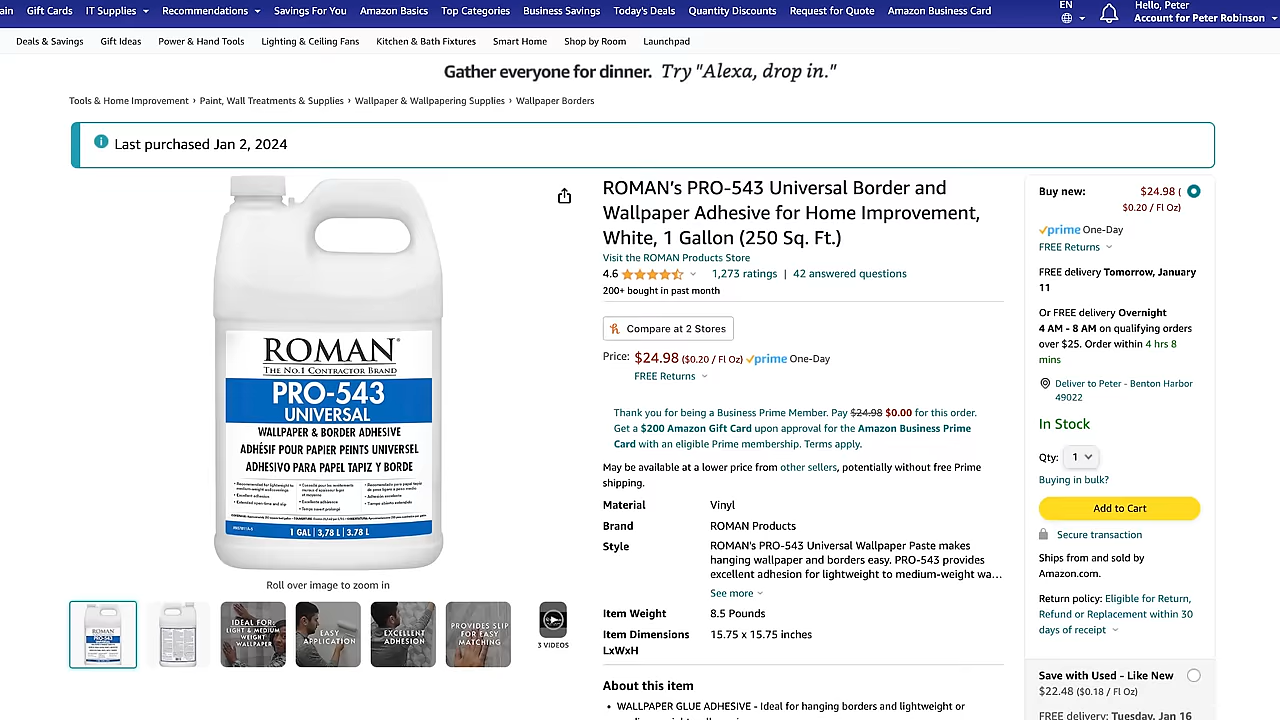 ain Gift Cards IT Supplies Recommendations Savings For You Amazon Basics Top Categories Business Savings Today's Deals Quantity Discounts Request for Quote Amazon Business Card
EN
Hello, Peter
Account for Peter Robinson
Deals & Savings Gift Ideas Power & Hand Tools Lighting & Ceiling Fans Kitchen & Bath Fixtures Smart Home Shop by Room Launchpad
Gather everyone for dinner. Try "Alexa, drop in."
Tools & Home Improvement › Paint, Wall Treatments & Supplies › Wallpaper & Wallpapering Supplies › Wallpaper Borders
Last purchased Jan 2, 2024
ROMAN®
THE NO.1 CONTRACTOR BRAND
PRO-543
UNIVERSAL
WALLPAPER & BORDER ADHESIVE
ADHÉSIF POUR PAPIER PEINTS UNIVERSEL
ADHESIVO PARA PAPEL TAPIZ Y BORDE
1 GAL | 3,78 L | 3.78 L
Roll over image to zoom in
IDEAL FOR:
LIGHT & MEDIUM
WEIGHT
WALLPAPER
EASY
APPLICATION
EXCELLENT
ADHESION
PROVIDES SLIP
FOR EASY
MATCHING
3 VIDEOS
ROMAN's PRO-543 Universal Border and
Wallpaper Adhesive for Home Improvement,
White, 1 Gallon (250 Sq. Ft.)
Visit the ROMAN Products Store
4.6 1,273 ratings | 42 answered questions
200+ bought in past month
Compare at 2 Stores
Price: $24.98 ($0.20 / Fl Oz) prime One-Day
FREE Returns
Thank you for being a Business Prime Member. Pay $24.98 $0.00 for this order.
Get a $200 Amazon Gift Card upon approval for the Amazon Business Prime
Card with an eligible Prime membership. Terms apply.
May be available at a lower price from other sellers, potentially without free Prime
shipping.
Material Vinyl
Brand ROMAN Products
Style ROMAN's PRO-543 Universal Wallpaper Paste makes
hanging wallpaper and borders easy. PRO-543 provides
excellent adhesion for lightweight to medium-weight wa…
See more
Item Weight 8.5 Pounds
Item Dimensions 15.75 x 15.75 inches
LxWxH
About this item
• WALLPAPER GLUE ADHESIVE - Ideal for hanging borders and lightweight or
Buy new: $24.98 (
$0.20 / Fl Oz)
prime One-Day
FREE Returns
FREE delivery Tomorrow, January
11
Or FREE delivery Overnight
4 AM - 8 AM on qualifying orders
over $25. Order within 4 hrs 8
mins
Deliver to Peter - Benton Harbor
49022
In Stock
Qty: 1
Buying in bulk?
Add to Cart
Secure transaction
Ships from and sold by
Amazon.com.
Return policy: Eligible for Return,
Refund or Replacement within 30
days of receipt
Save with Used - Like New
$22.48 ($0.18 / Fl Oz)
FREE delivery: Tuesday, Jan 16